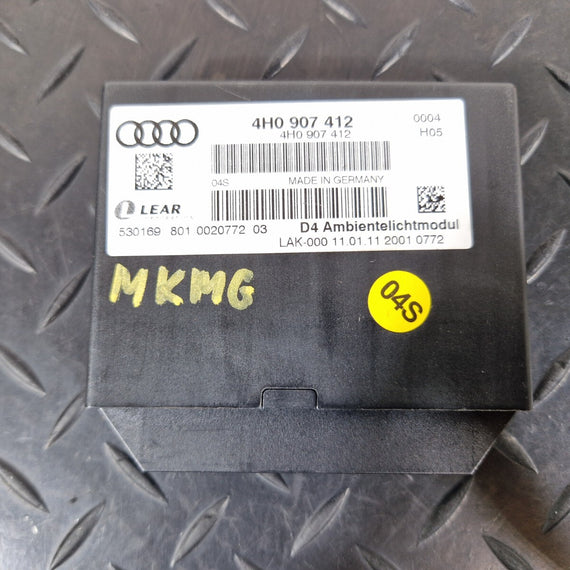 4H0 907 412
4H0 907 412
0004
H05
04S MADE IN GERMANY
LEAR
530169 801 0020772 03
D4 Ambientelichtmodul
LAK-000 11.01.11 2001 0772
MKMG
04S